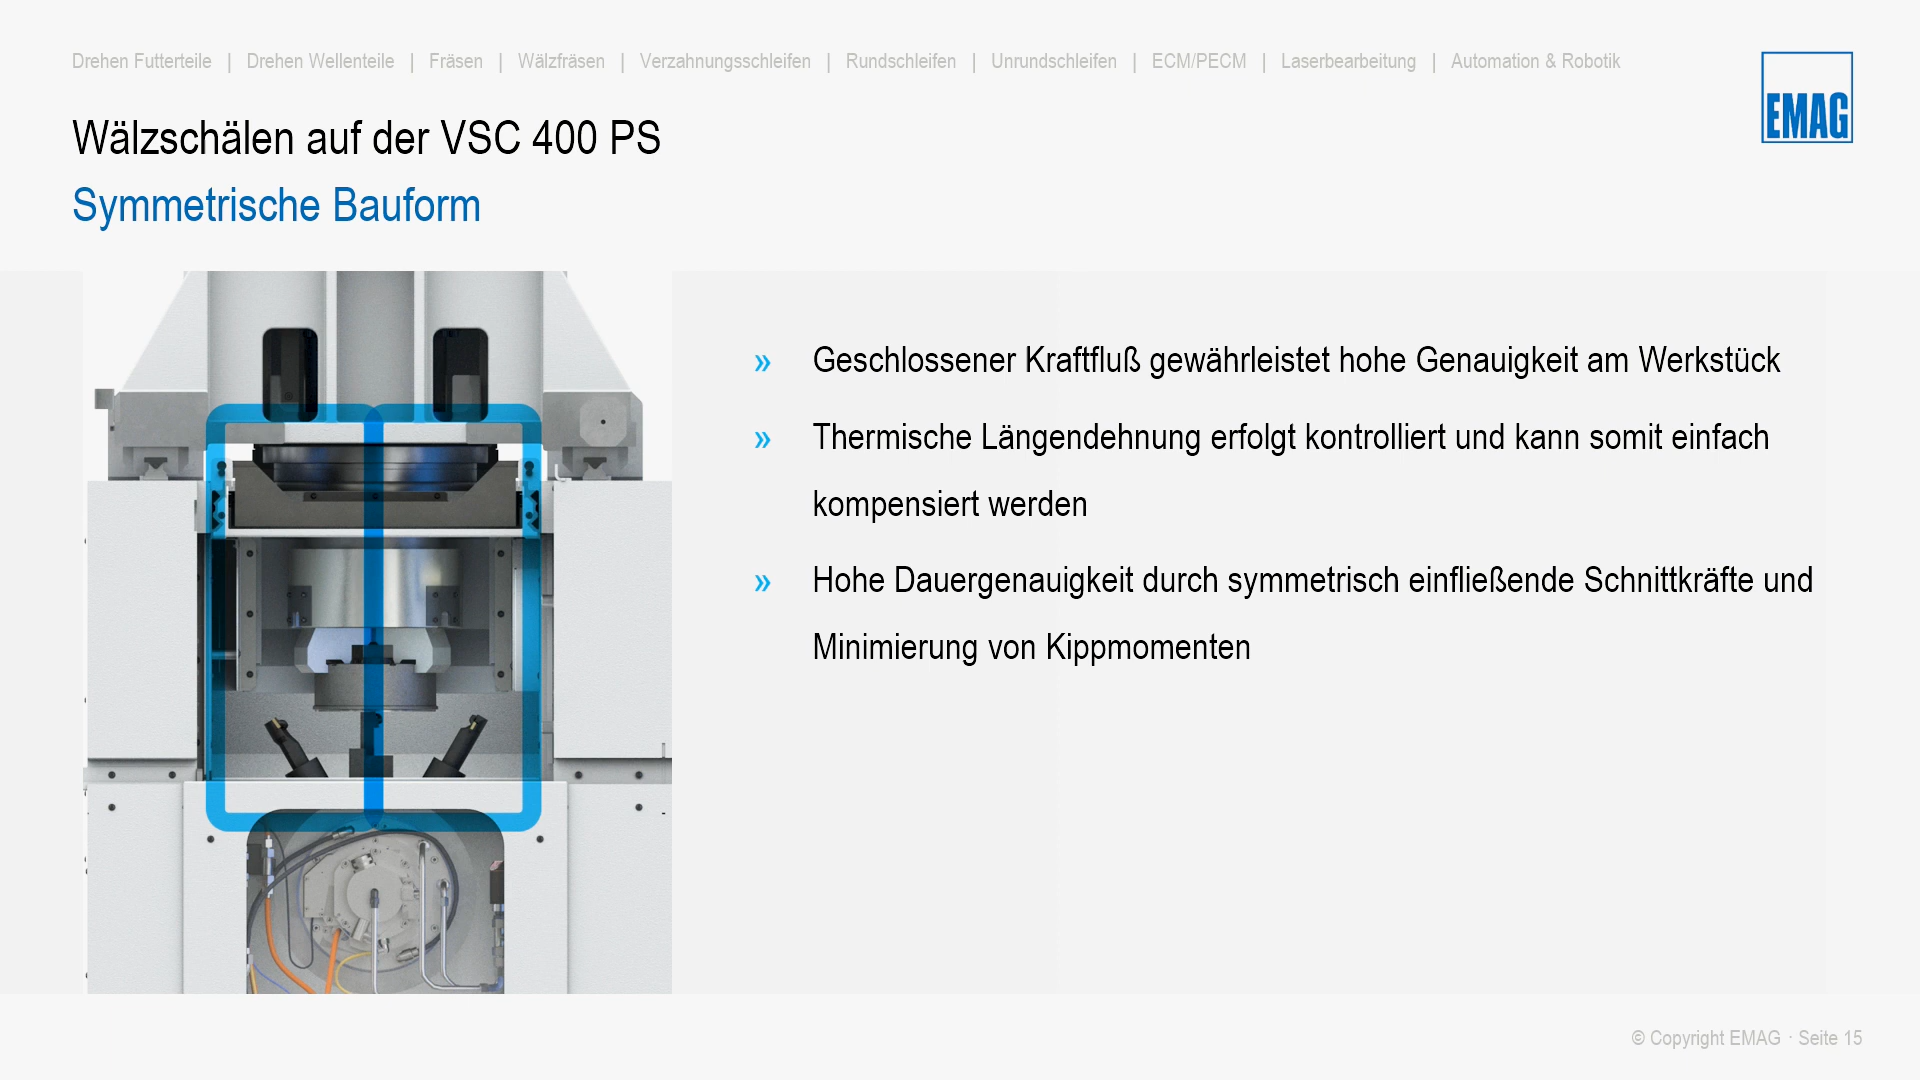 Drehen Futterteile | Drehen Wellenteile | Fräsen | Wälzfräsen | Verzahnungsschleifen | Rundschleifen | Unrundschleifen | ECM/PECM | Laserbearbeitung | Automation & Robotik
EMAG
Wälzschälen auf der VSC 400 PS
Symmetrische Bauform
» Geschlossener Kraftfluß gewährleistet hohe Genauigkeit am Werkstück
» Thermische Längendehnung erfolgt kontrolliert und kann somit einfach
kompensiert werden
» Hohe Dauergenauigkeit durch symmetrisch einfließende Schnittkräfte und
Minimierung von Kippmomenten
© Copyright EMAG · Seite 15